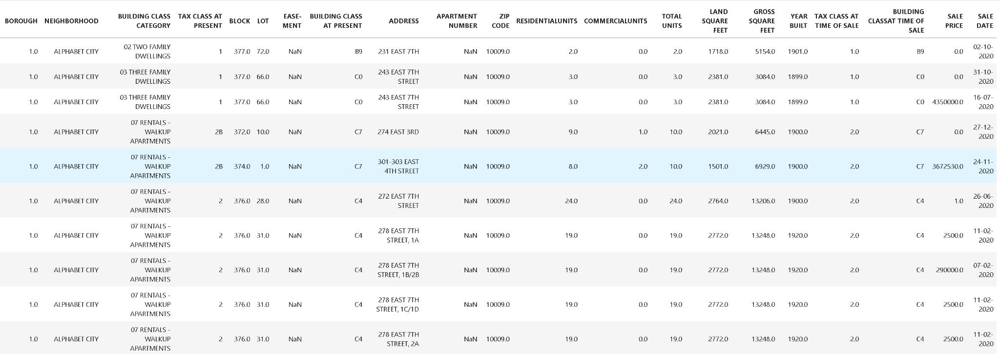 BOROUGH NEIGHBORHOOD BUILDING CLASS CATEGORY TAX CLASS AT PRESENT BLOCK LOT EASE-MENT BUILDING CLASS AT PRESENT ADDRESS APARTMENT NUMBER ZIP CODE RESIDENTIALUNITS COMMERCIALUNITS TOTAL UNITS LAND SQUARE FEET GROSS SQUARE FEET YEAR BUILT TAX CLASS AT TIME OF SALE BUILDING CLASSAT TIME OF SALE SALE PRICE SALE DATE
1.0 ALPHABET CITY 02 TWO FAMILY DWELLINGS 1 377.0 72.0 NaN B9 231 EAST 7TH NaN 10009.0 2.0 0.0 2.0 1718.0 5154.0 1901.0 1.0 B9 0.0 02-10-2020
1.0 ALPHABET CITY 03 THREE FAMILY DWELLINGS 1 377.0 66.0 NaN C0 243 EAST 7TH STREET NaN 10009.0 3.0 0.0 3.0 2381.0 3084.0 1899.0 1.0 C0 0.0 31-10-2020
1.0 ALPHABET CITY 03 THREE FAMILY DWELLINGS 1 377.0 66.0 NaN C0 243 EAST 7TH STREET NaN 10009.0 3.0 0.0 3.0 2381.0 3084.0 1899.0 1.0 C0 4350000.0 16-07-2020
1.0 ALPHABET CITY 07 RENTALS - WALKUP APARTMENTS 2B 372.0 10.0 NaN C7 274 EAST 3RD NaN 10009.0 9.0 1.0 10.0 2021.0 6445.0 1900.0 2.0 C7 0.0 27-12-2020
1.0 ALPHABET CITY 07 RENTALS - WALKUP APARTMENTS 2B 374.0 1.0 NaN C7 301-303 EAST 4TH STREET NaN 10009.0 8.0 2.0 10.0 1501.0 6929.0 1900.0 2.0 C7 3672530.0 24-11-2020
1.0 ALPHABET CITY 07 RENTALS - WALKUP APARTMENTS 2 376.0 28.0 NaN C4 272 EAST 7TH STREET NaN 10009.0 24.0 0.0 24.0 2764.0 13206.0 1900.0 2.0 C4 1.0 26-06-2020
1.0 ALPHABET CITY 07 RENTALS - WALKUP APARTMENTS 2 376.0 31.0 NaN C4 278 EAST 7TH STREET, 1A NaN 10009.0 19.0 0.0 19.0 2772.0 13248.0 1920.0 2.0 C4 2500.0 11-02-2020
1.0 ALPHABET CITY 07 RENTALS - WALKUP APARTMENTS 2 376.0 31.0 NaN C4 278 EAST 7TH STREET, 1B/2B NaN 10009.0 19.0 0.0 19.0 2772.0 13248.0 1920.0 2.0 C4 290000.0 07-02-2020
1.0 ALPHABET CITY 07 RENTALS - WALKUP APARTMENTS 2 376.0 31.0 NaN C4 278 EAST 7TH STREET, 1C/1D NaN 10009.0 19.0 0.0 19.0 2772.0 13248.0 1920.0 2.0 C4 2500.0 11-02-2020
1.0 ALPHABET CITY 07 RENTALS - WALKUP APARTMENTS 2 376.0 31.0 NaN C4 278 EAST 7TH STREET, 2A NaN 10009.0 19.0 0.0 19.0 2772.0 13248.0 1920.0 2.0 C4 2500.0 11-02-2020